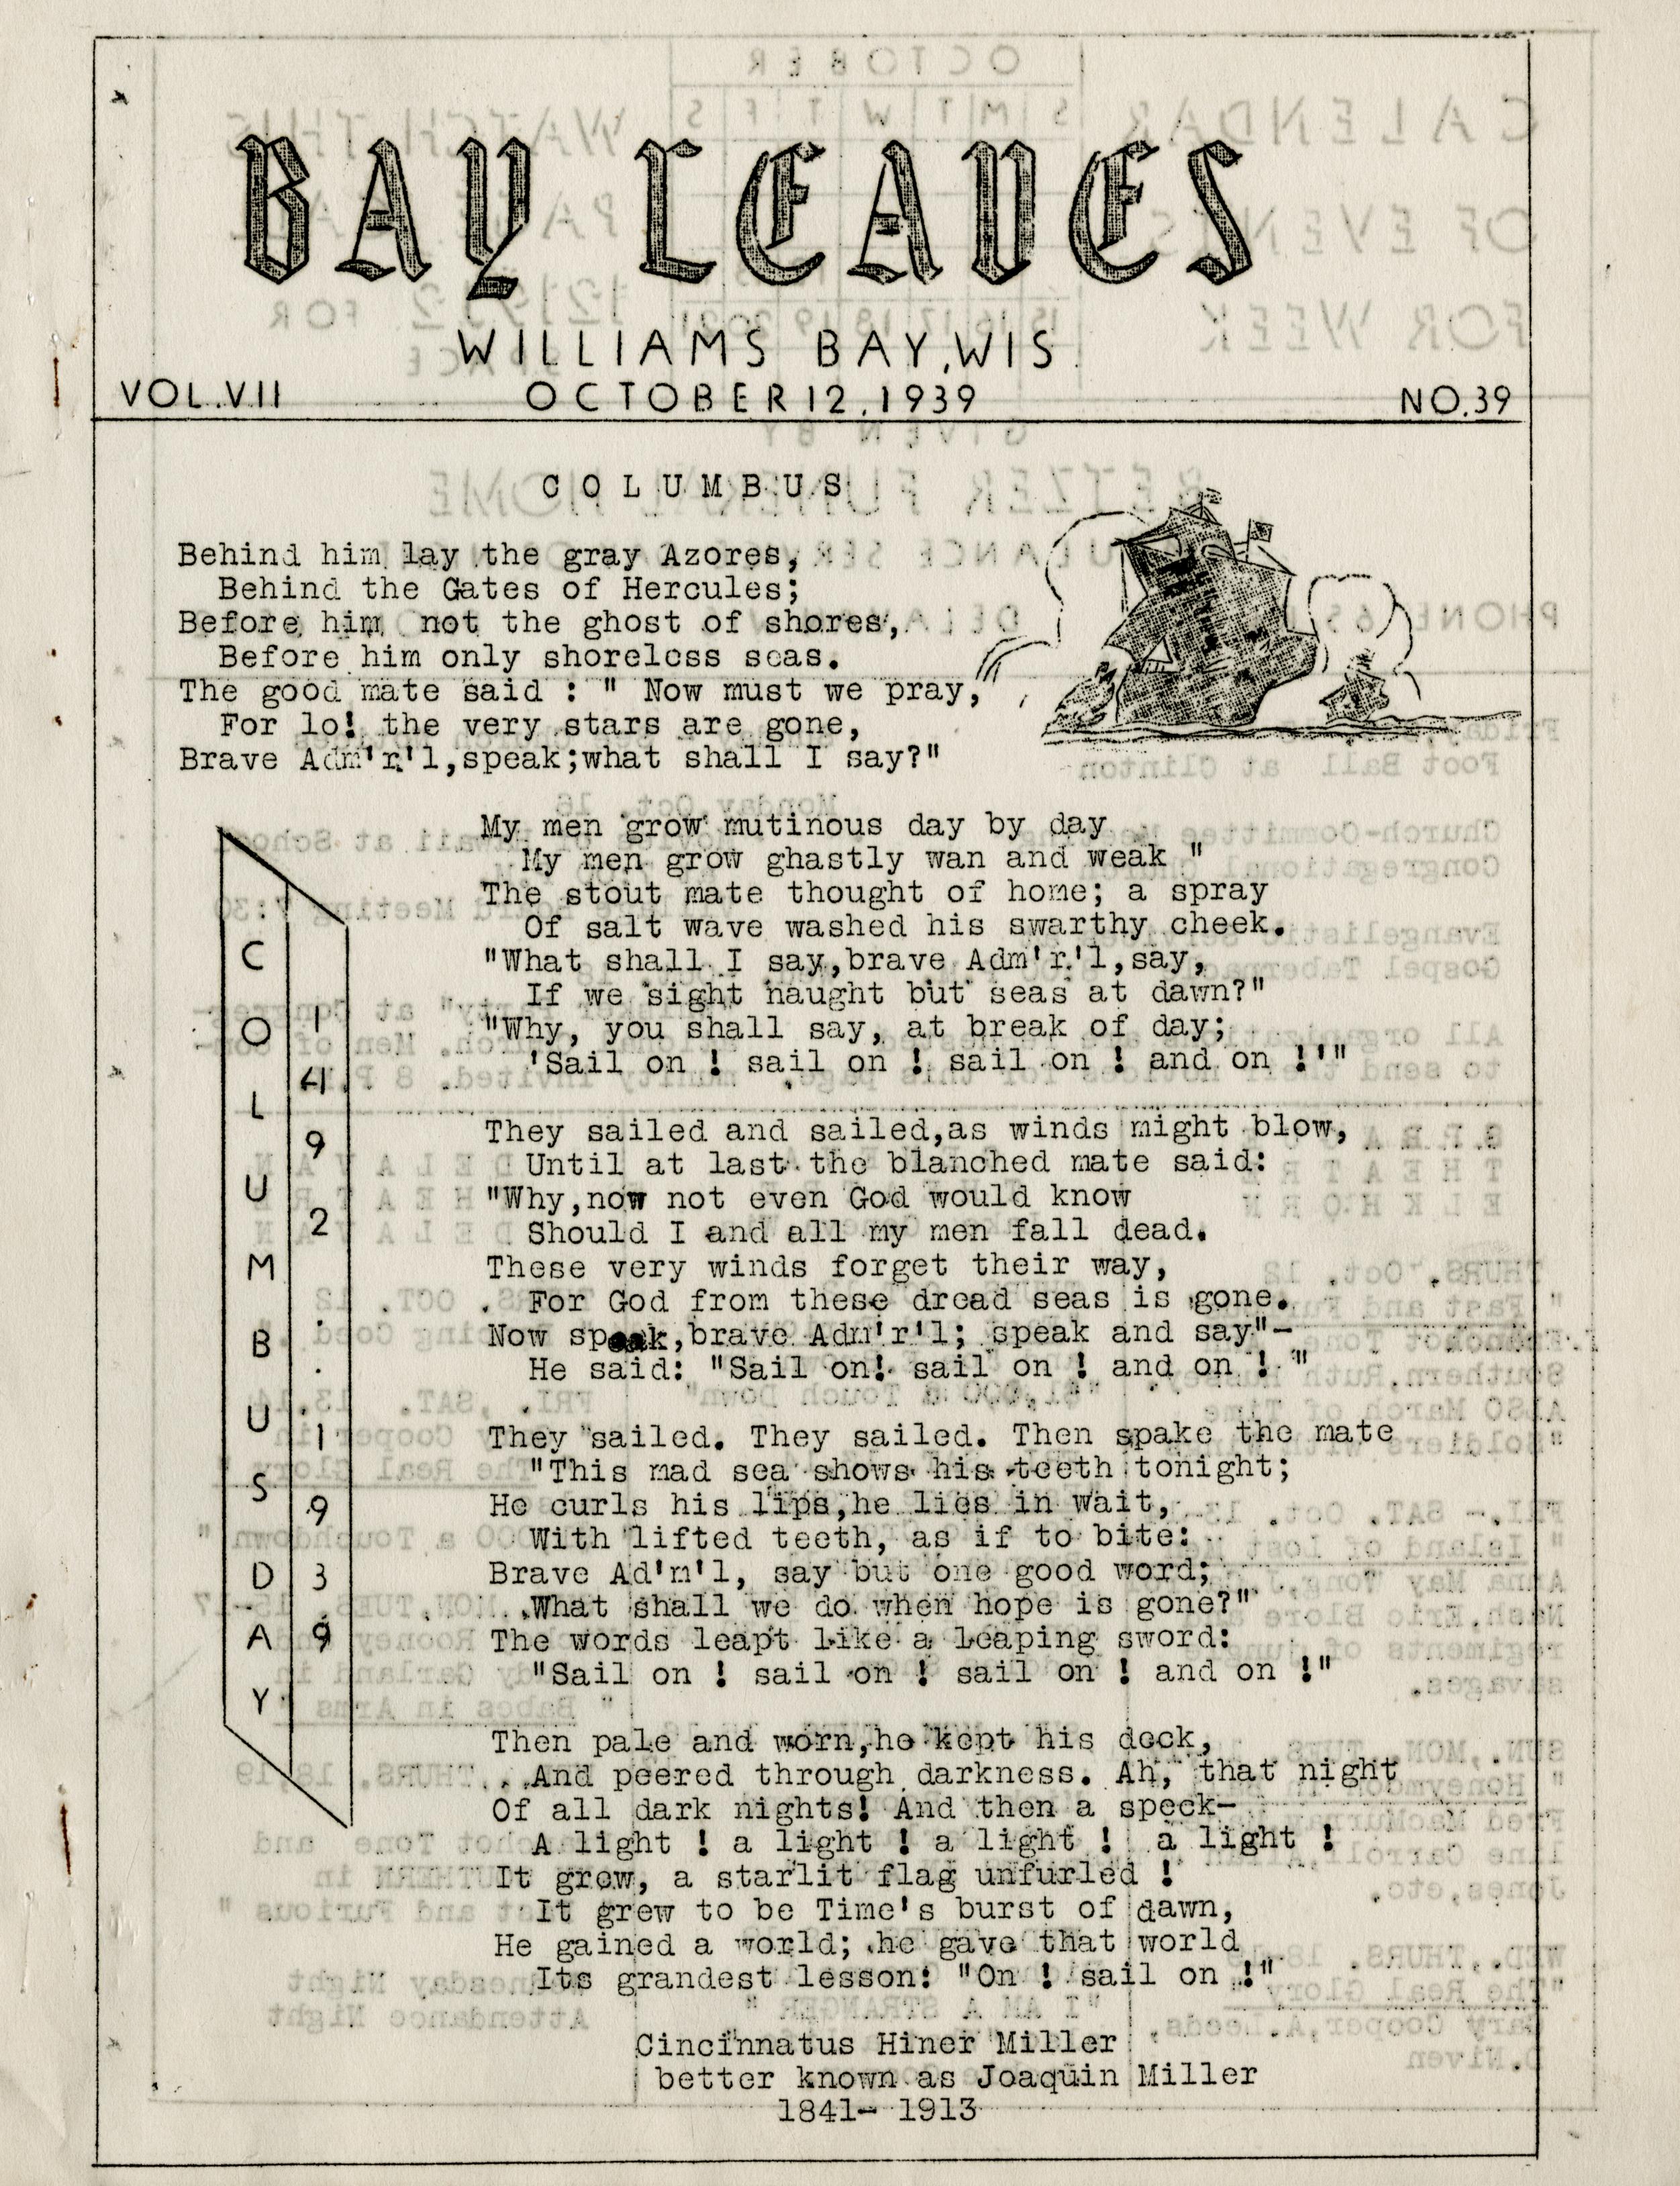 BAY LEAVES
WILLIAMS BAY, WIS.
VOL. VII OCTOBER 12, 1939 NO. 39
COLUMBUS
Behind him lay the gray Azores,
Behind the Gates of Hercules;
Before him not the ghost of shores,
Before him only shoreless seas.
The good mate said : " Now must we pray,
For lo! the very stars are gone,
Brave Adm'r'l,speak;what shall I say?"
My men grow mutinous day by day
My men grow ghastly wan and weak "
The stout mate thought of home; a spray
Of salt wave washed his swarthy cheek.
"What shall I say,brave Adm'r'l,say,
If we sight naught but seas at dawn?"
"Why, you shall say, at break of day;
'Sail on ! sail on ! sail on ! and on !'"
They sailed and sailed,as winds might blow,
Until at last the blanched mate said:
"Why,now not even God would know
Should I and all my men fall dead.
These very winds forget their way,
For God from these dread seas is gone.
Now speak,brave Adm'r'l; speak and say"-
He said: "Sail on! sail on ! and on ! "
They sailed. They sailed. Then spake the mate
"This mad sea shows his teeth tonight;
He curls his lips,he lies in wait,
With lifted teeth, as if to bite:
Brave Ad'm'l, say but one good word;
What shall we do when hope is gone?"
The words leapt like a leaping sword:
"Sail on ! sail on ! sail on ! and on !"
Then pale and worn,he kept his deck,
And peered through darkness. Ah, that night
Of all dark nights! And then a speck-
A light ! a light ! a light ! a light !
It grew, a starlit flag unfurled !
It grew to be Time's burst of dawn,
He gained a world; he gave that world
Its grandest lesson: "On ! sail on !"
Cincinnatus Hiner Miller
better known as Joaquin Miller
1841- 1913
COLUMBUS DAY
1492..1939